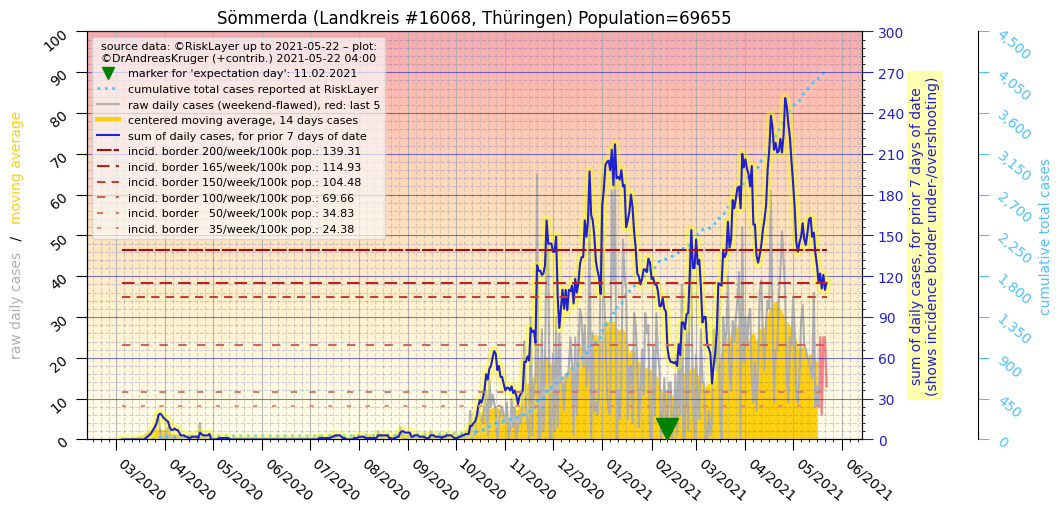 Sömmerda (Landkreis #16068, Thüringen) Population=69655
source data: ©RiskLayer up to 2021-05-22 – plot:
©DrAndreasKruger (+contrib.) 2021-05-22 04:00
marker for 'expectation day': 11.02.2021
cumulative total cases reported at RiskLayer
raw daily cases (weekend-flawed), red: last 5
centered moving average, 14 days cases
sum of daily cases, for prior 7 days of date
incid. border 200/week/100k pop.: 139.31
incid. border 165/week/100k pop.: 114.93
incid. border 150/week/100k pop.: 104.48
incid. border 100/week/100k pop.: 69.66
incid. border 50/week/100k pop.: 34.83
incid. border 35/week/100k pop.: 24.38
raw daily cases / moving average
100
90
80
70
60
50
40
30
20
10
0
03/2020
04/2020
05/2020
06/2020
07/2020
08/2020
09/2020
10/2020
11/2020
12/2020
01/2021
02/2021
03/2021
04/2021
05/2021
06/2021
300
270
240
210
180
150
120
90
60
30
0
sum of daily cases, for prior 7 days of date
(shows incidence border under-/overshooting)
4,500
4,050
3,600
3,150
2,700
2,250
1,800
1,350
900
450
0
cumulative total cases